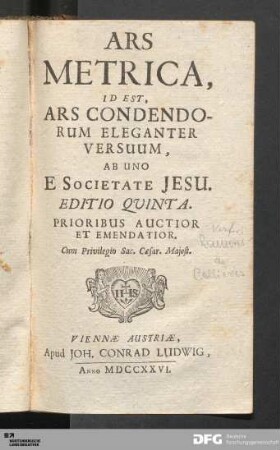 ARS
METRICA,
ID EST,
ARS CONDENDO-
RUM ELEGANTER
VERSUUM,
AB UNO
E SOCIETATE JESU.
EDITIO QUINTA.
PRIORIBUS AUCTIOR
ET EMENDATIOR.
Cum Privilegio Sac. Cæsar. Majest.
IHS
VIENNÆ AUSTRIÆ,
Apud JOH. CONRAD LUDWIG,
ANNO MDCCXXVI.
DFG